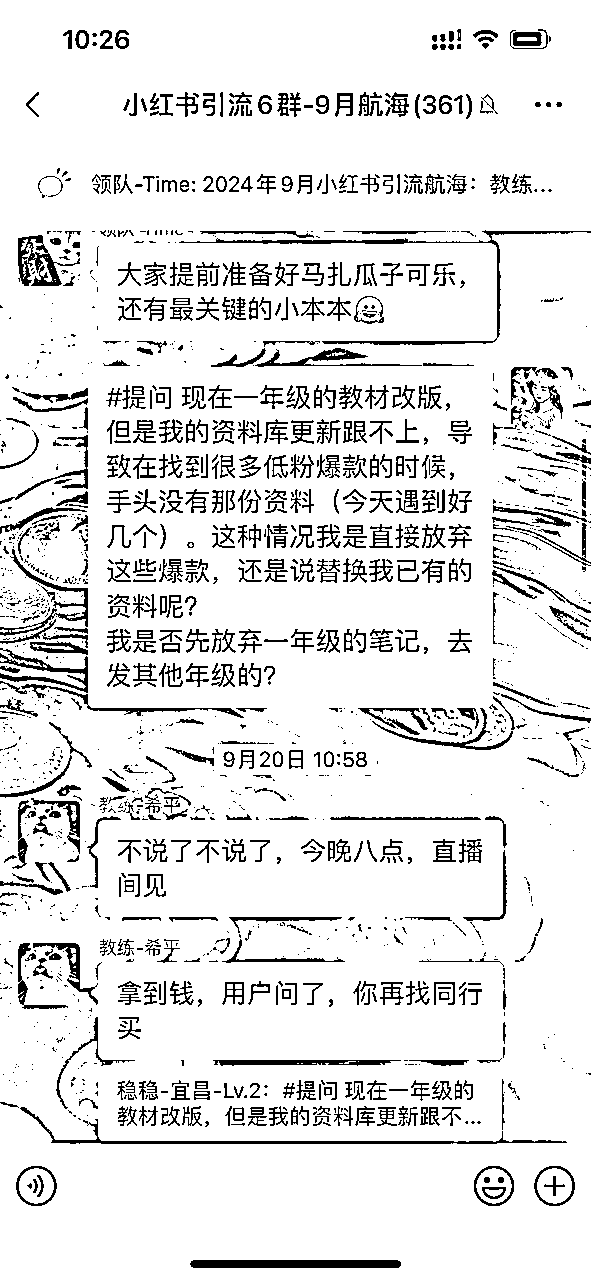 10:26
小红书引流6群-9月航海(361)
领队-Time: 2024年9月小红书引流航海：教练...
领队-Time
大家提前准备好马扎瓜子可乐，
还有最关键的小本本
#提问 现在一年级的教材改版，
但是我的资料库更新跟不上，导
致在找到很多低粉爆款的时候，
手头没有那份资料（今天遇到好
几个）。这种情况我是直接放弃
这些爆款，还是说替换我已有的
资料呢？
我是否先放弃一年级的笔记，去
发其他年级的？
9月20日 10:58
教练-希平
不说了不说了，今晚八点，直播
间见
教练-希平
拿到钱，用户问了，你再找同行
买
稳稳-宜昌-Lv.2：#提问 现在一年级的
教材改版，但是我的资料库更新跟不...